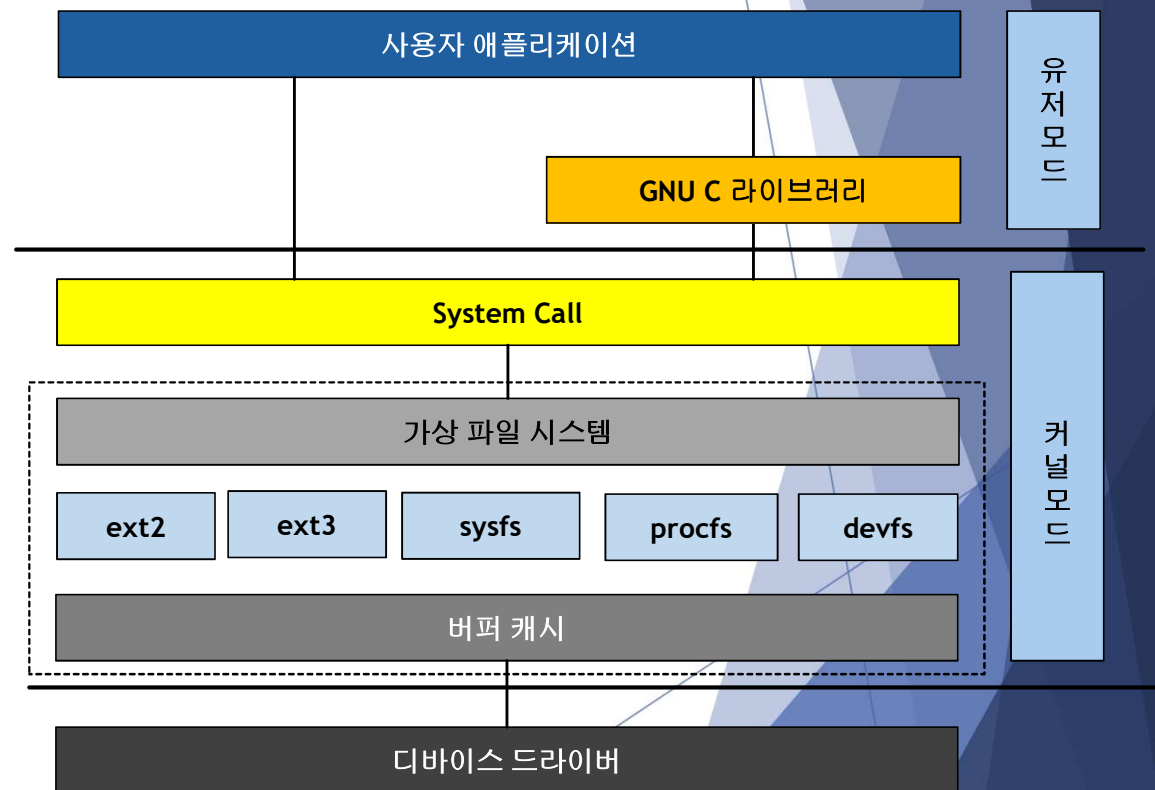 사용자 애플리케이션
유저모드
GNU C 라이브러리
System Call
가상 파일 시스템
커널모드
ext2
ext3
sysfs
procfs
devfs
버퍼 캐시
디바이스 드라이버